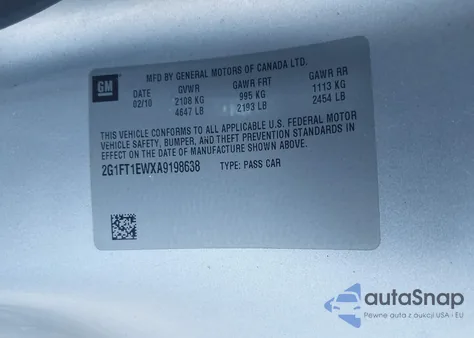 GM
MFD BY GENERAL MOTORS OF CANADA LTD.
DATE GVWR GAWR FRT GAWR RR
02/10 2108 KG 995 KG 1113 KG
4647 LB 2193 LB 2454 LB
THIS VEHICLE CONFORMS TO ALL APPLICABLE U.S. FEDERAL MOTOR
VEHICLE SAFETY, BUMPER, AND THEFT PREVENTION STANDARDS IN
EFFECT ON THE DATE OF MANUFACTURE SHOWN ABOVE.
2G1FT1EWXA9198638 TYPE: PASS CAR
autaSnap
Pewne auta z aukcji USA i EU